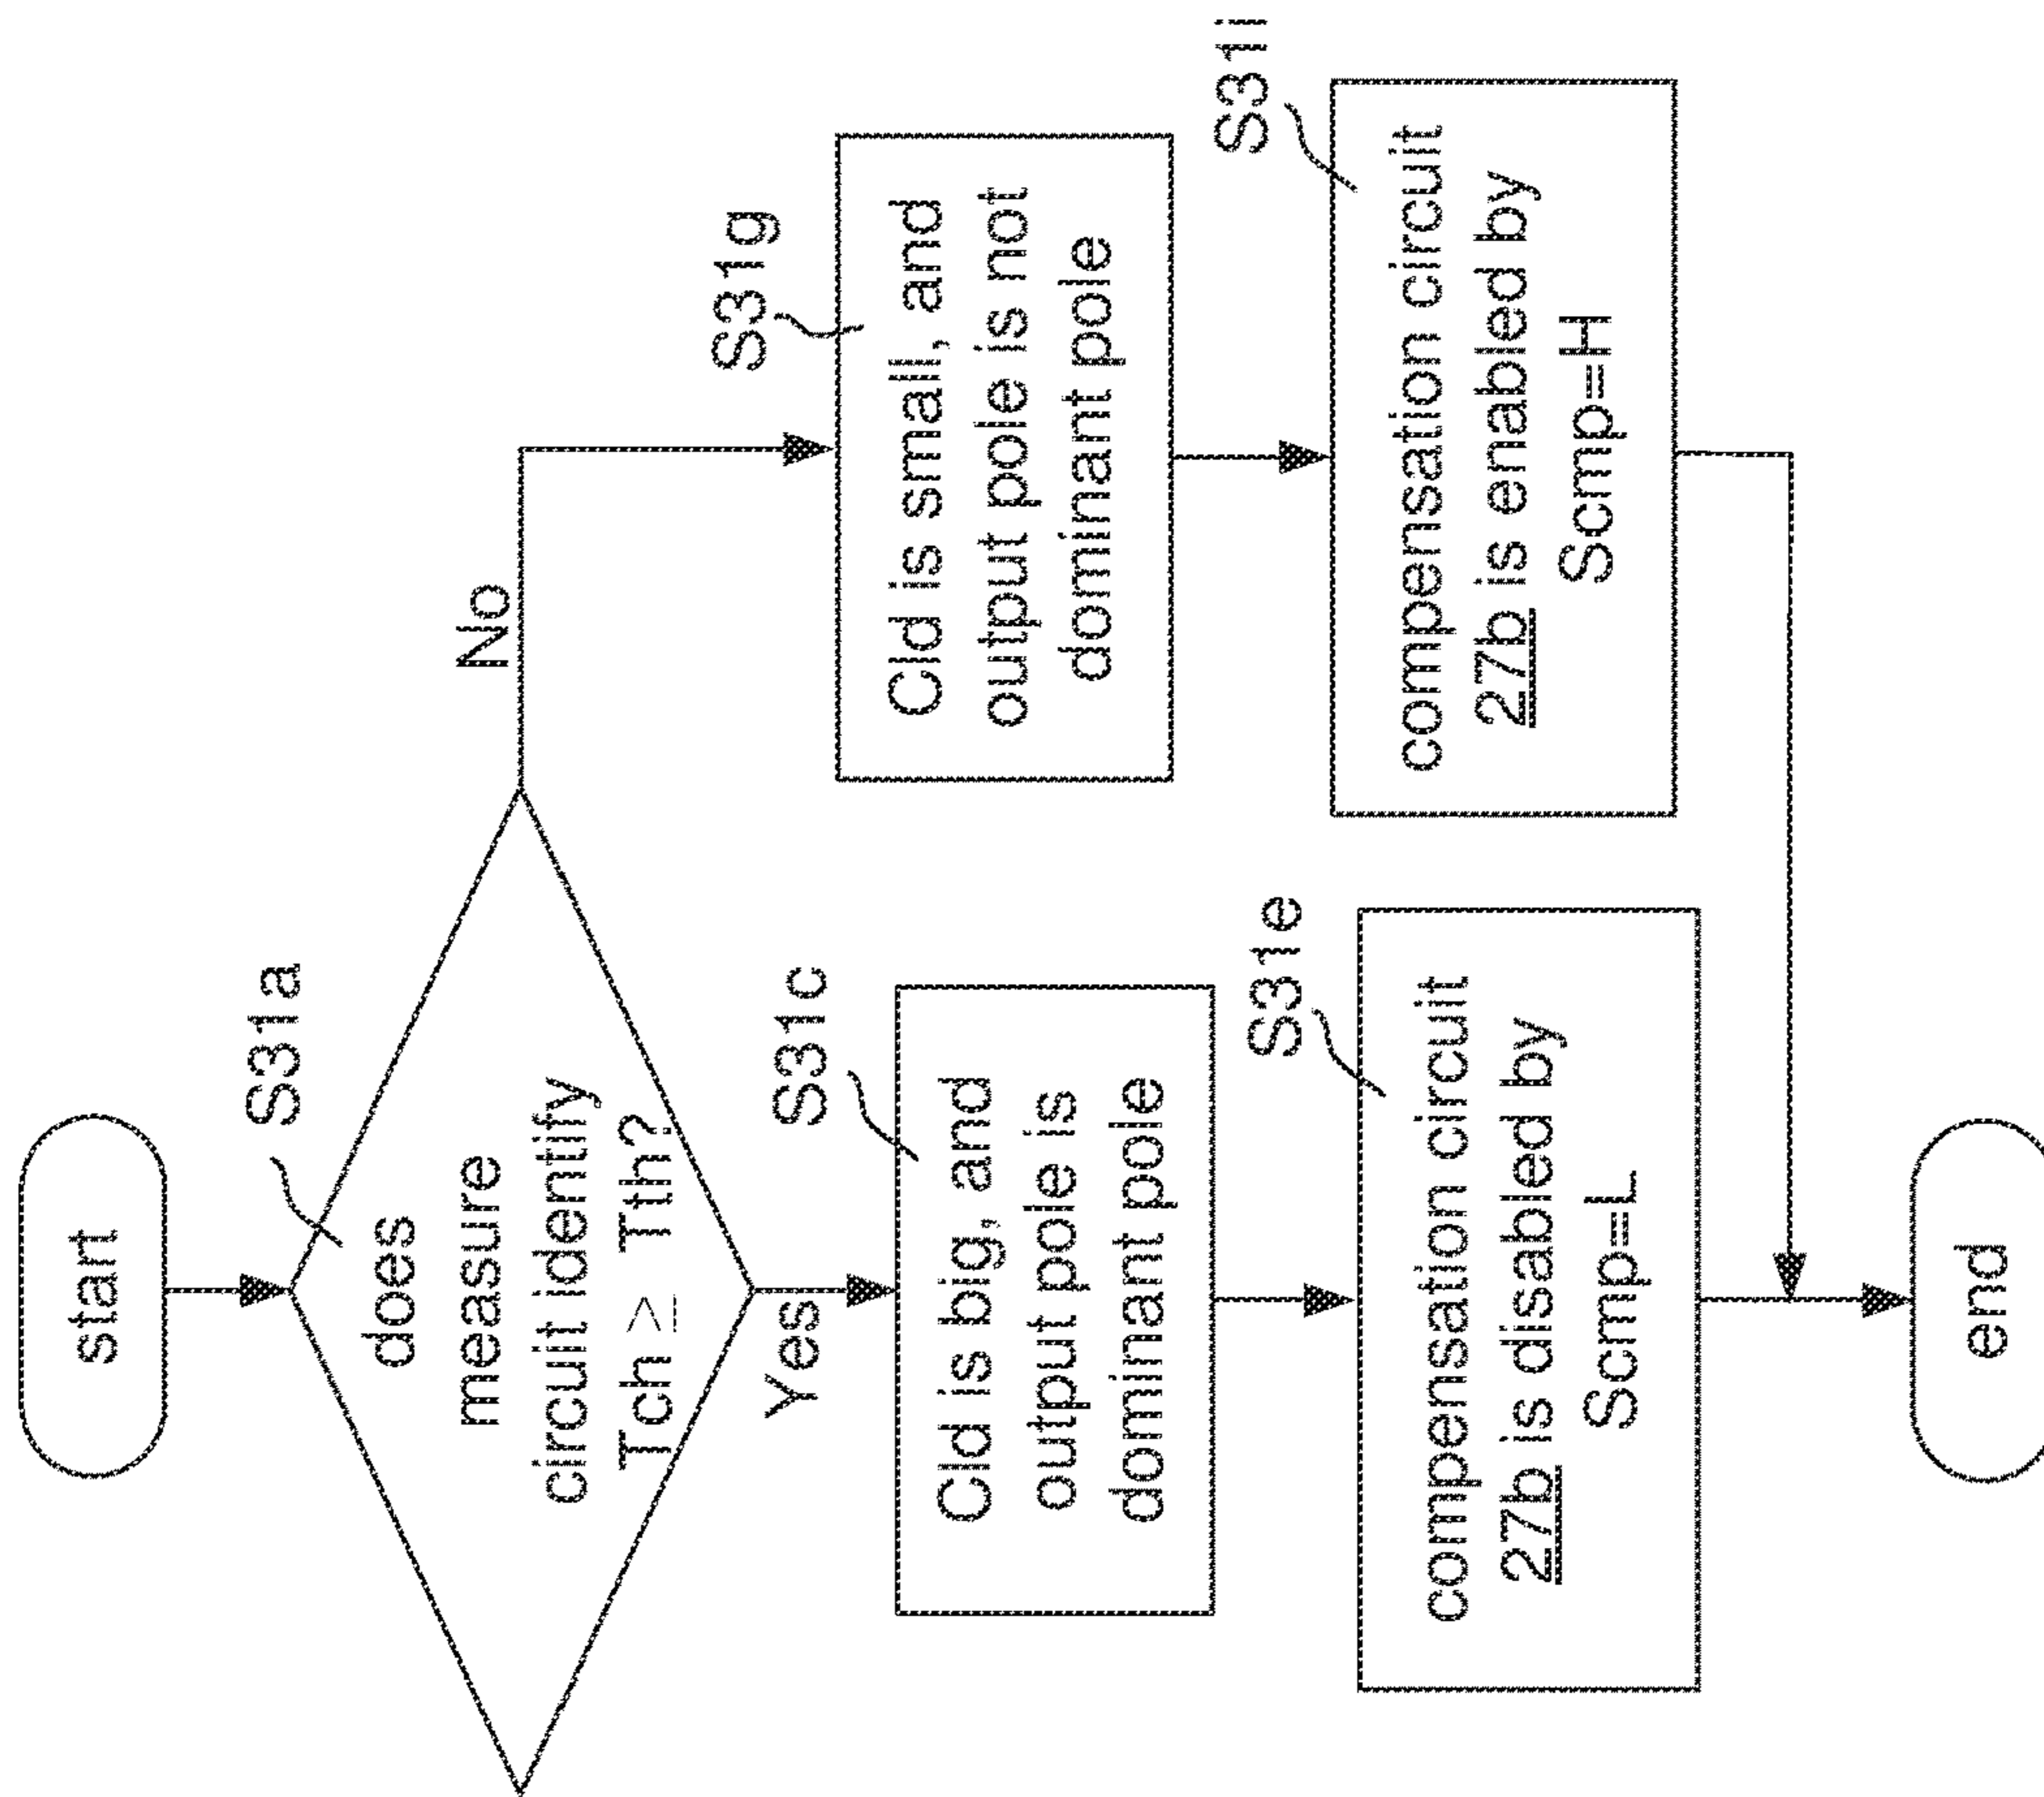 start
S31a
does
measure
circuit identify
Tch ≥ Tth?
No
Yes
S31c
Cld is big, and
output pole is
dominant pole
S31g
Cld is small, and
output pole is not
dominant pole
S31e
compensation circuit
27b is disabled by
Scmp=L
compensation circuit
27b is enabled by
Scmp=H
end